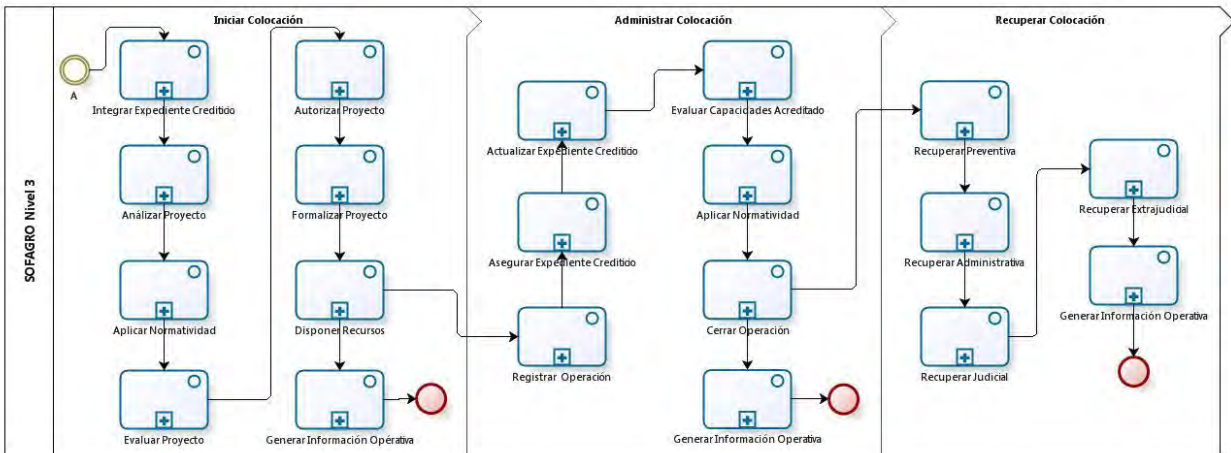 SOFAGRO Nivel 3
Iniciar Colocación
A
Integrar Expediente Crediticio
Análizar Proyecto
Aplicar Normatividad
Evaluar Proyecto
Autorizar Proyecto
Formalizar Proyecto
Disponer Recursos
Generar Información Operativa
Administrar Colocación
Registrar Operación
Asegurar Expediente Crediticio
Actualizar Expediente Crediticio
Evaluar Capacidades Acreditado
Aplicar Normatividad
Cerrar Operación
Generar Información Operativa
Recuperar Colocación
Recuperar Preventiva
Recuperar Administrativa
Recuperar Judicial
Recuperar Extrajudicial
Generar Información Operativa